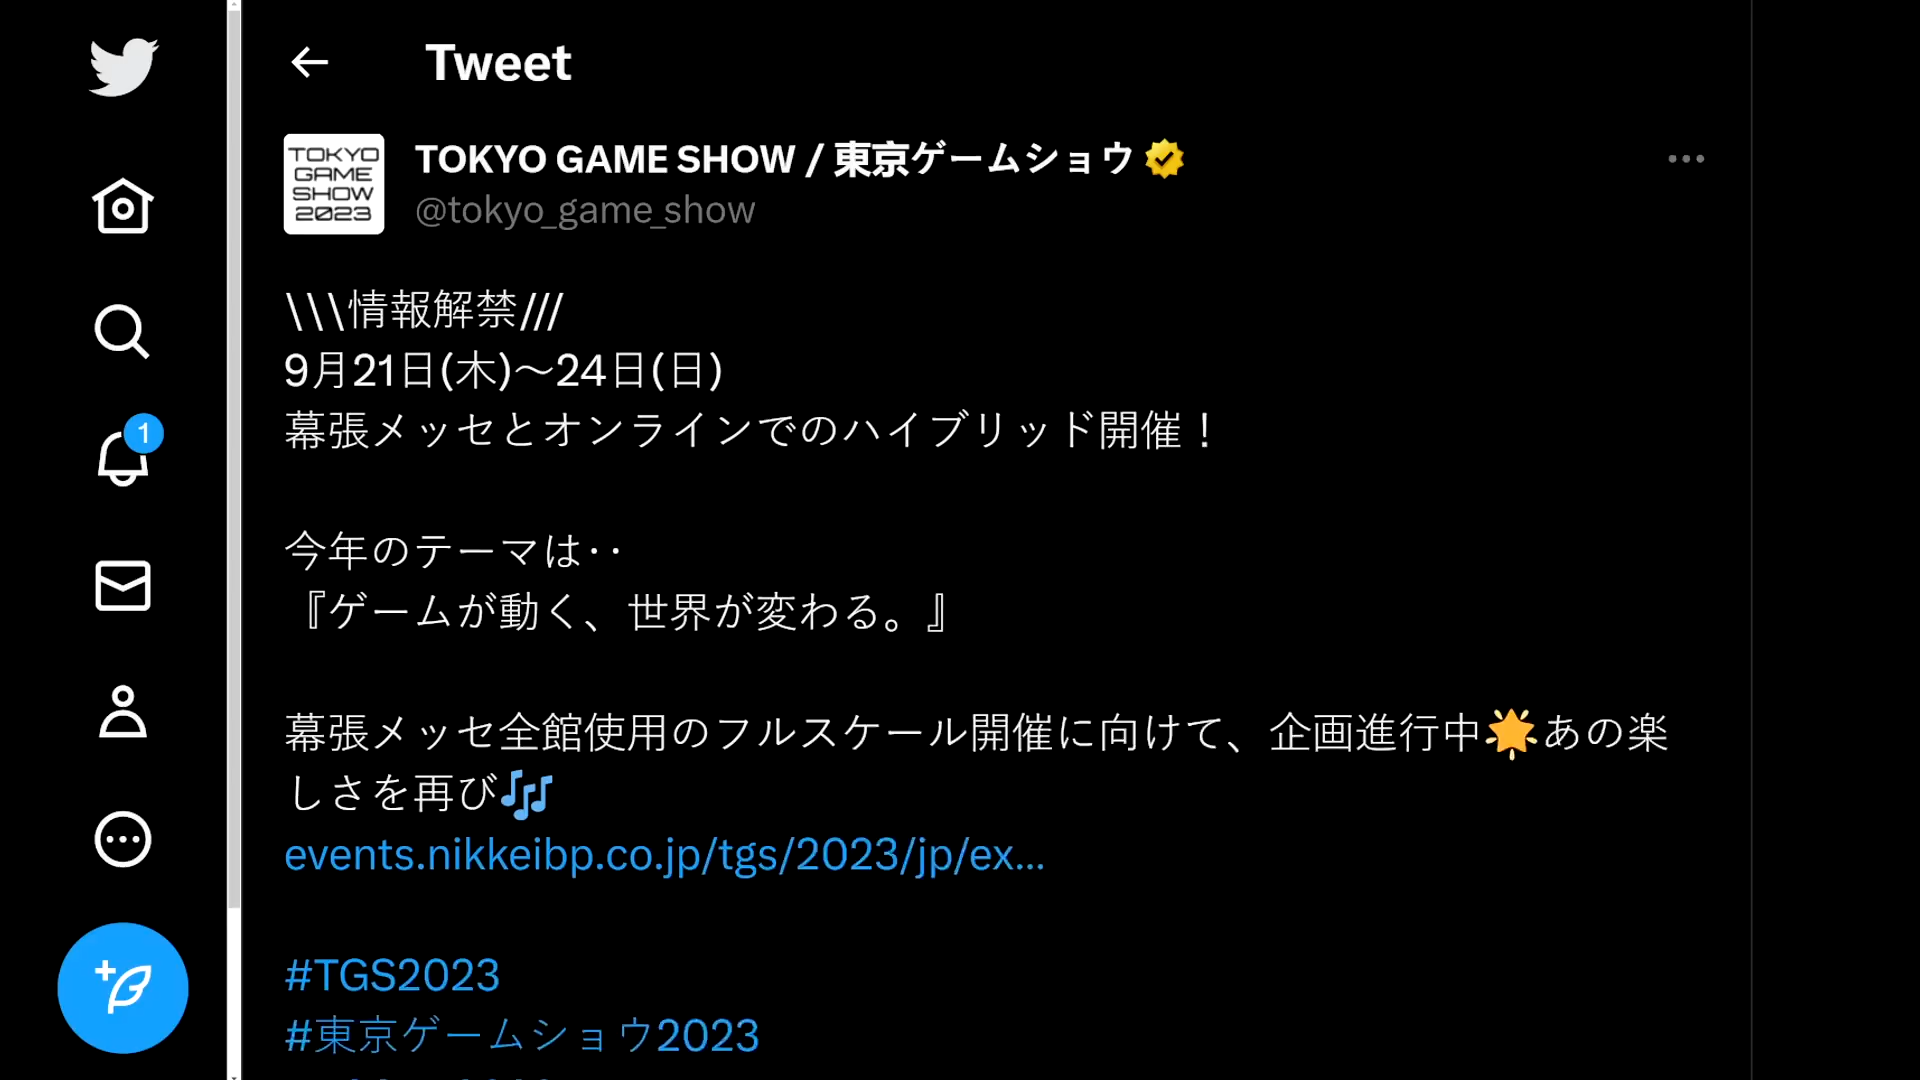 Tweet
TOKYO GAME SHOW 2023
TOKYO GAME SHOW / 東京ゲームショウ
@tokyo_game_show
\\\情報解禁///
9月21日(木)〜24日(日)
幕張メッセとオンラインでのハイブリッド開催！
1
今年のテーマは‥
『ゲームが動く、世界が変わる。』
幕張メッセ全館使用のフルスケール開催に向けて、企画進行中🌟あの楽
しさを再び🎶
events.nikkeibp.co.jp/tgs/2023/jp/ex...
#TGS2023
#東京ゲームショウ2023